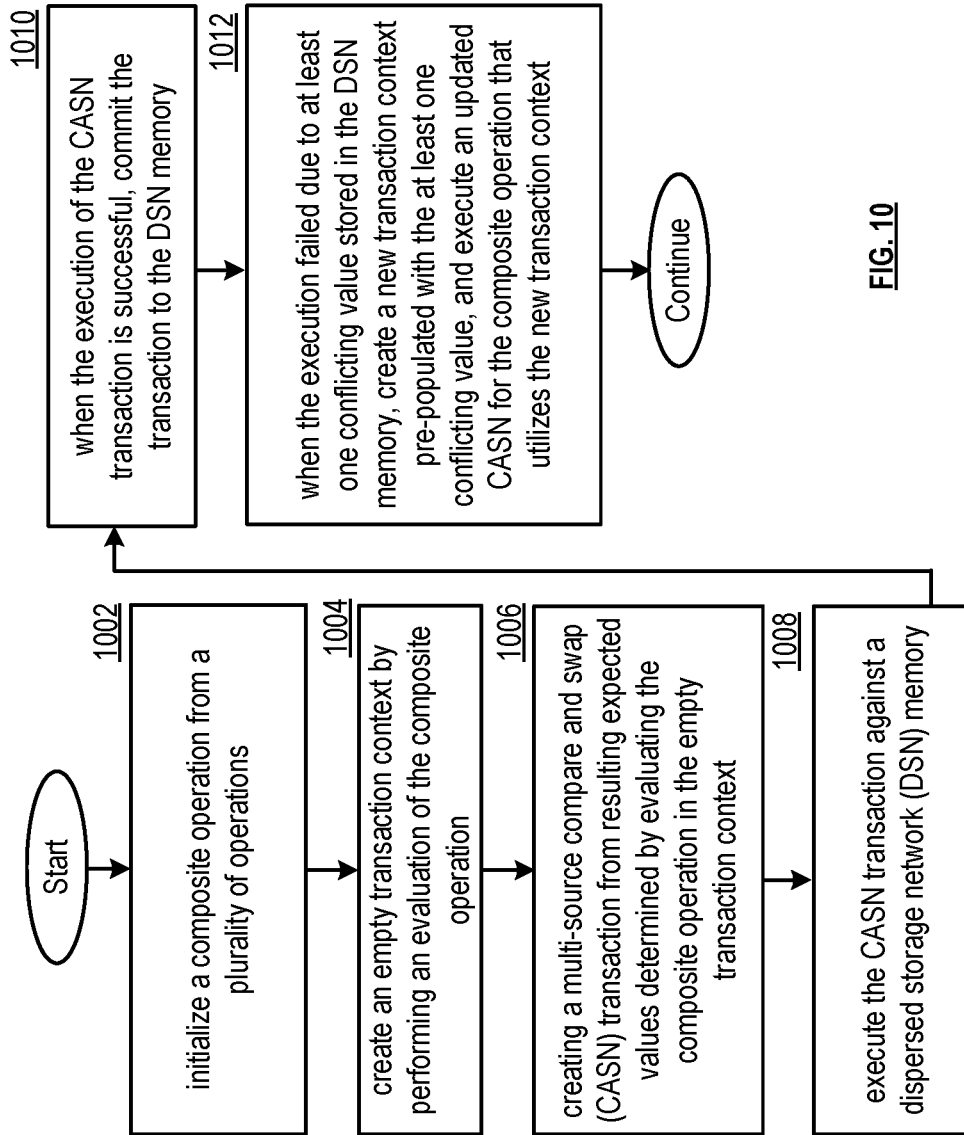 Start
1002
initialize a composite operation from a
plurality of operations
1004
create an empty transaction context by
performing an evaluation of the composite
operation
1006
creating a multi-source compare and swap
(CASN) transaction from resulting expected
values determined by evaluating the
composite operation in the empty
transaction context
1008
execute the CASN transaction against a
dispersed storage network (DSN) memory
1010
when the execution of the CASN
transaction is successful, commit the
transaction to the DSN memory
1012
when the execution failed due to at least
one conflicting value stored in the DSN
memory, create a new transaction context
pre-populated with the at least one
conflicting value, and execute an updated
CASN for the composite operation that
utilizes the new transaction context
Continue
FIG. 10